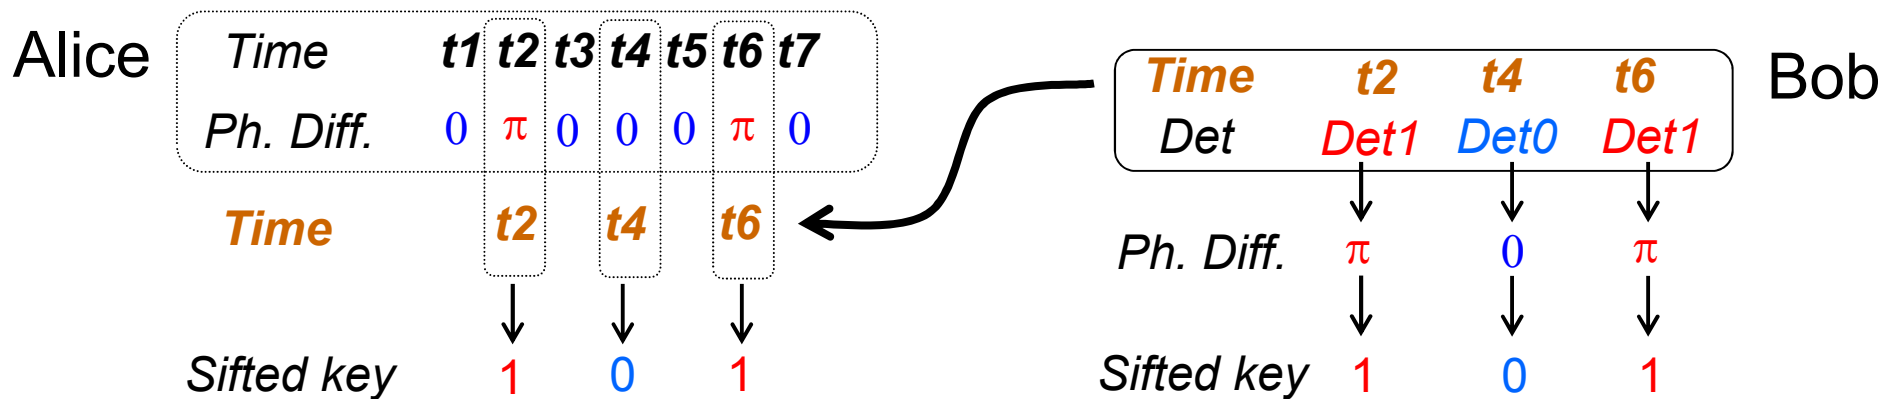 Alice
Time t1 t2 t3 t4 t5 t6 t7
Ph. Diff. 0 π 0 0 0 π 0
Time t2 t4 t6
Sifted key 1 0 1
Bob
Time t2 t4 t6
Det Det1 Det0 Det1
Ph. Diff. π 0 π
Sifted key 1 0 1